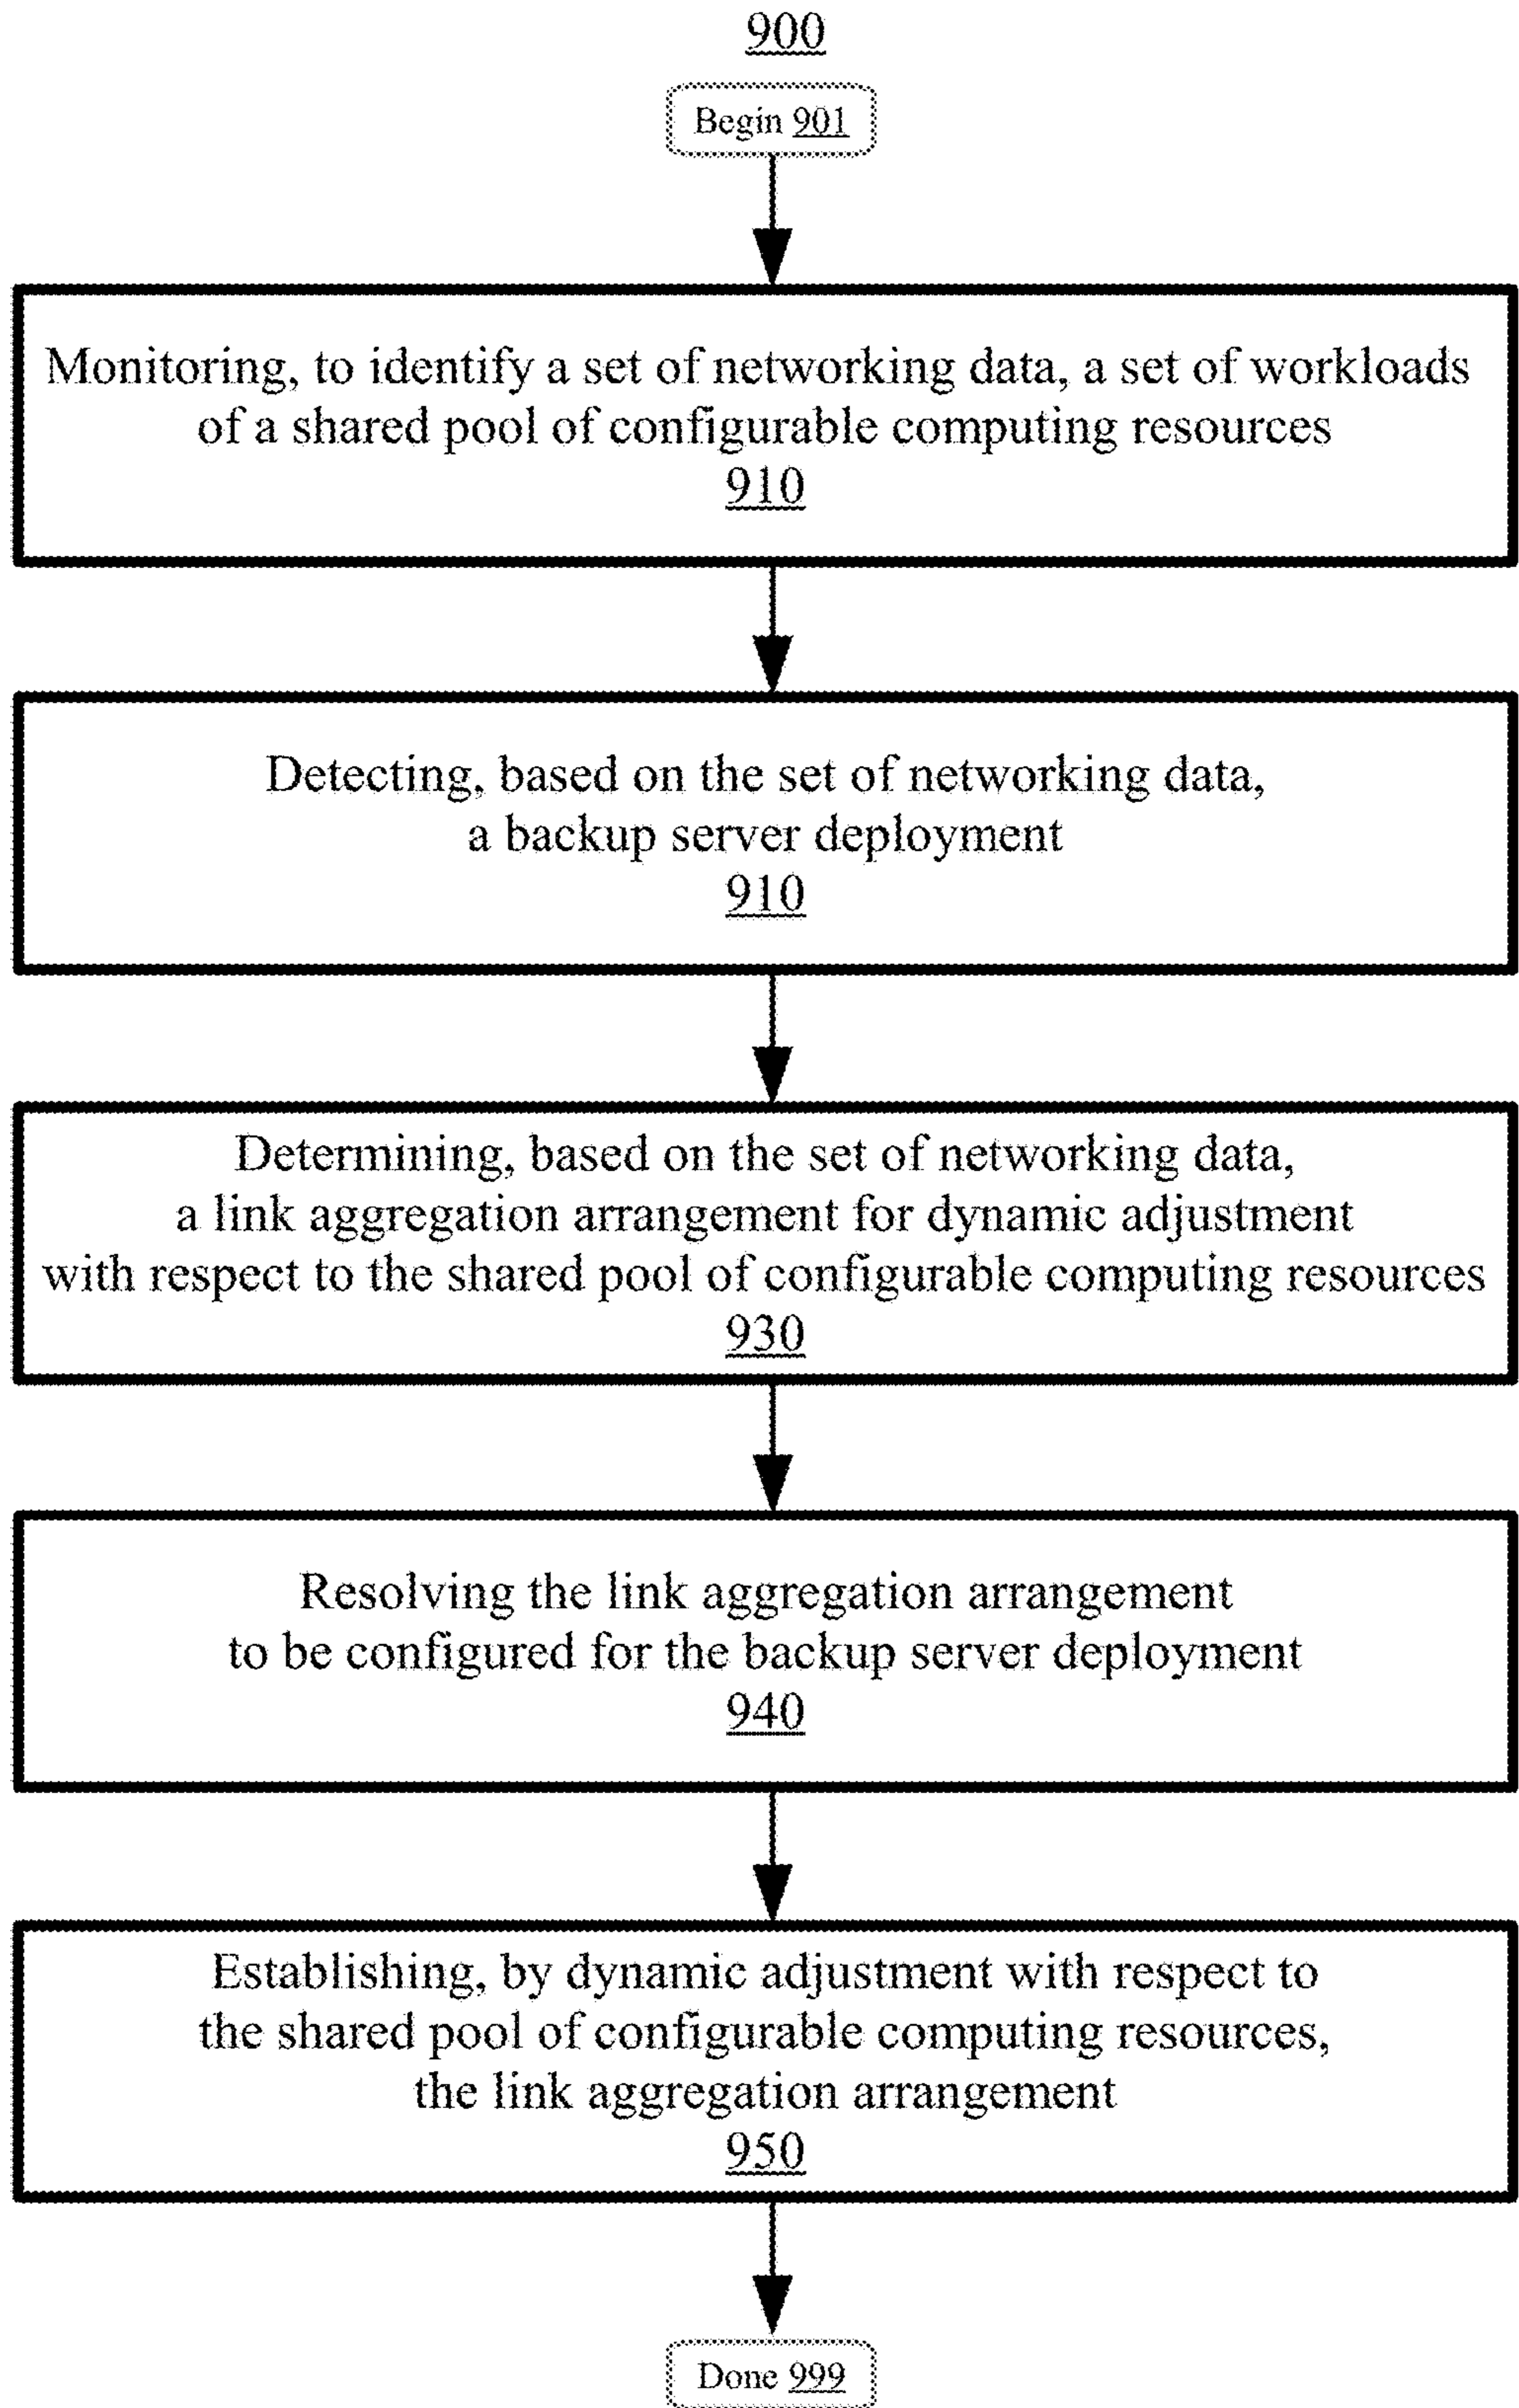 900
Begin 901
Monitoring, to identify a set of networking data, a set of workloads
of a shared pool of configurable computing resources
910
Detecting, based on the set of networking data,
a backup server deployment
910
Determining, based on the set of networking data,
a link aggregation arrangement for dynamic adjustment
with respect to the shared pool of configurable computing resources
930
Resolving the link aggregation arrangement
to be configured for the backup server deployment
940
Establishing, by dynamic adjustment with respect to
the shared pool of configurable computing resources,
the link aggregation arrangement
950
Done 999